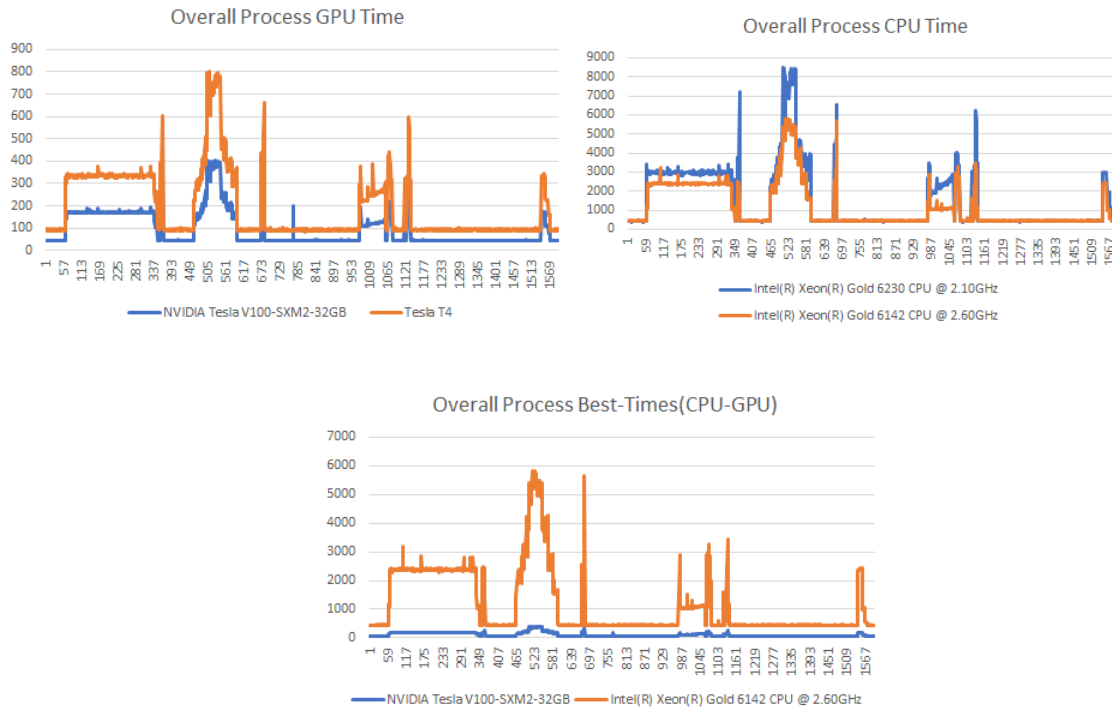 Overall Process GPU Time
900
800
700
600
500
400
300
200
100
0
1 57 113 169 225 281 337 393 449 505 561 617 673 729 785 841 897 953 1009 1065 1121 1177 1233 1289 1345 1401 1457 1513 1569
NVIDIA Tesla V100-SXM2-32GB Tesla T4
Overall Process CPU Time
9000
8000
7000
6000
5000
4000
3000
2000
1000
0
1 59 117 175 233 291 349 407 465 523 581 639 697 755 813 871 929 987 1045 1103 1161 1219 1277 1335 1393 1451 1509 1567
Intel(R) Xeon(R) Gold 6230 CPU @ 2.10GHz
Intel(R) Xeon(R) Gold 6142 CPU @ 2.60GHz
Overall Process Best-Times(CPU-GPU)
7000
6000
5000
4000
3000
2000
1000
0
1 59 117 175 233 291 349 407 465 523 581 639 697 755 813 871 929 987 1045 1103 1161 1219 1277 1335 1393 1451 1509 1567
NVIDIA Tesla V100-SXM2-32GB Intel(R) Xeon(R) Gold 6142 CPU @ 2.60GHz